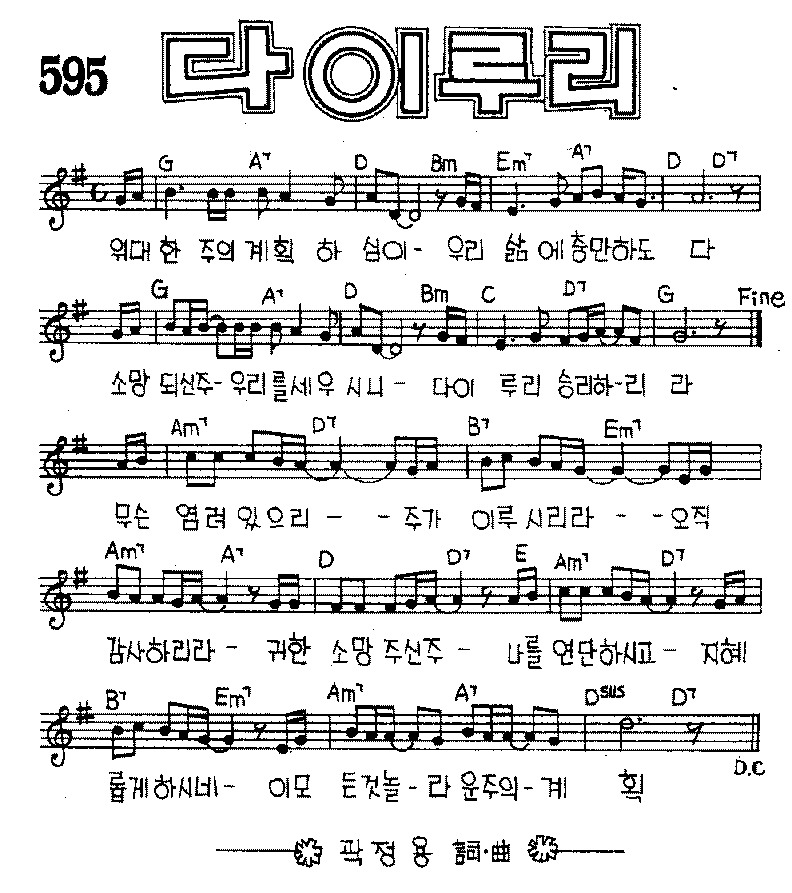 595 다이루리
G A7 D Bm Em7 A7 D D7
위대 한 주의 계획 하 심이 - 우리 삶 에 충만하도 다
G A7 D Bm C D7 G Fine
소망 되신주 - 우리를세우 시니 - 다이 루리 승리하 - 리 라
Am7 D7 B7 Em7
무슨 염려 있으리 - - 주가 이루시리라 - - 오직
Am7 A7 D D7 E Am7 D7
감사하리라 - 귀한 소망 주신주 - 나를 연단하시고 - 지혜
B7 Em7 Am7 A7 Dsus D7
롭게하시네 - 이모 든것놀 - 라운주의 - 계 획
D.C
곽정용 詞·曲